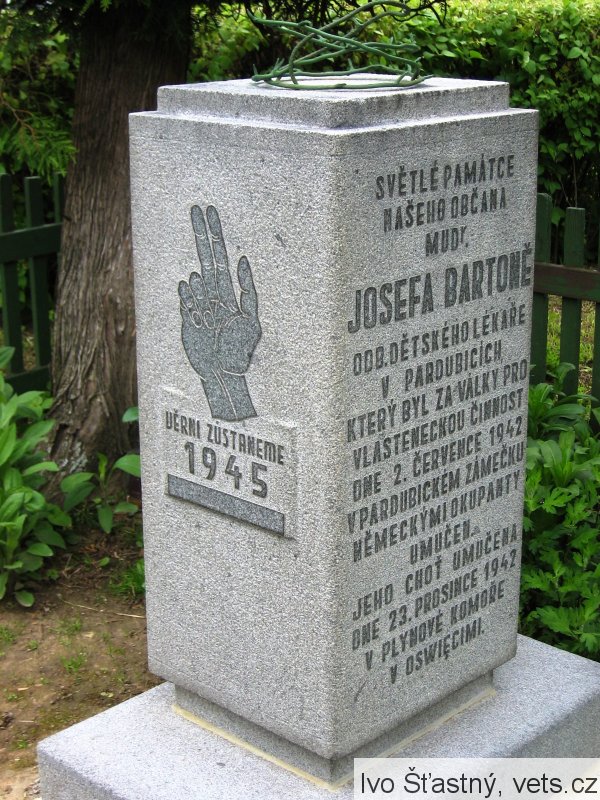 VĚRNI ZŮSTANEME
1945
SVĚTLÉ PAMÁTCE
NAŠEHO OBČANA
MUDr.
JOSEFA BARTONĚ
ODB. DĚTSKÉHO LÉKAŘE
V PARDUBICÍCH
KTERÝ BYL ZA VÁLKY PRO
VLASTENECKOU ČINNOST
DNE 2. ČERVENCE 1942
V PARDUBICKÉM ZÁMEČKU
NĚMECKÝMI OKUPANTY
UMUČEN.
JEHO CHOŤ UMUČENA
DNE 23. PROSINCE 1942
V PLYNOVÉ KOMOŘE
V OSWIĘCIMI.
Ivo Šťastný, vets.cz